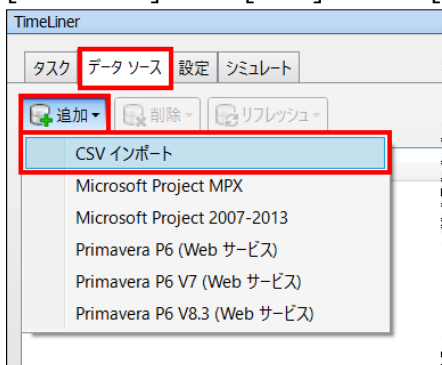 TimeLiner
タスク データ ソース 設定 シミュレート
追加 削除 リフレッシュ
CSV インポート
Microsoft Project MPX
Microsoft Project 2007-2013
Primavera P6 (Web サービス)
Primavera P6 V7 (Web サービス)
Primavera P6 V8.3 (Web サービス)